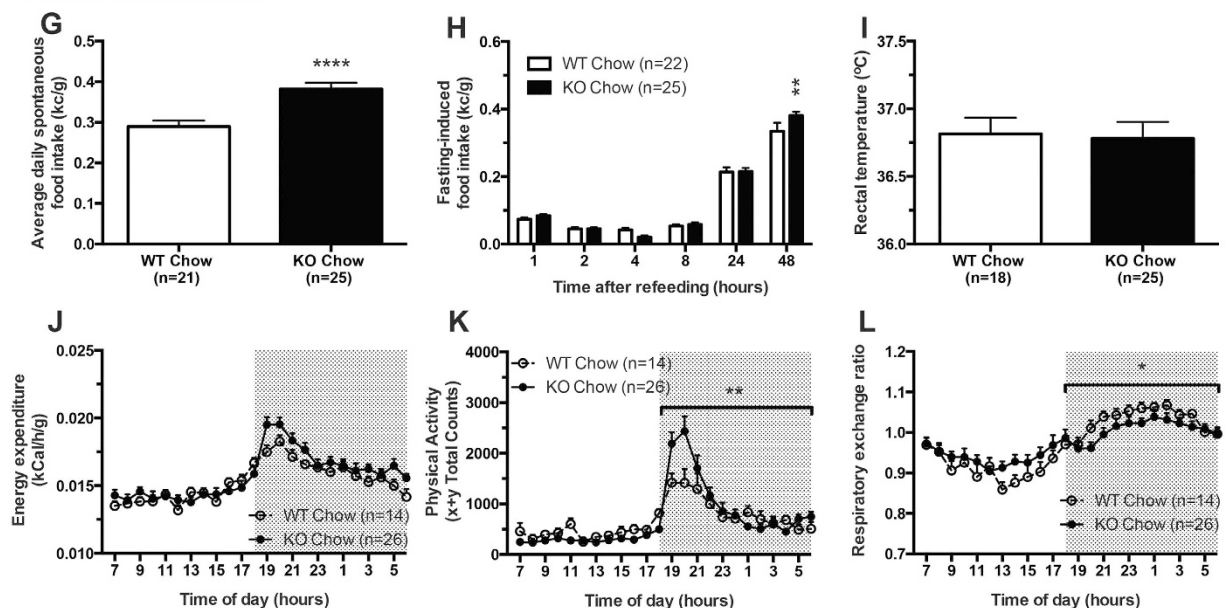 G
Average daily spontaneous
food intake (kc/g)
0.5
0.4
0.3
0.2
0.1
0.0
****
WT Chow
(n=21)
KO Chow
(n=25)
H
Fasting-induced
food intake (kc/g)
0.6
0.4
0.2
0.0
WT Chow (n=22)
KO Chow (n=25)
**
1 2 4 8 24 48
Time after refeeding (hours)
I
Rectal temperature (ºC)
37.5
37.0
36.5
36.0
WT Chow
(n=18)
KO Chow
(n=25)
J
Energy expenditure
(kCal/h/g)
0.025
0.020
0.015
0.010
WT Chow (n=14)
KO Chow (n=26)
7 9 11 13 15 17 19 21 23 1 3 5
Time of day (hours)
K
Physical Activity
(x+y Total Counts)
4000
3000
2000
1000
0
WT Chow (n=14)
KO Chow (n=26)
**
7 9 11 13 15 17 19 21 23 1 3 5
Time of day (hours)
L
Respiratory exchange ratio
1.2
1.1
1.0
0.9
0.8
0.7
*
WT Chow (n=14)
KO Chow (n=26)
7 9 11 13 15 17 19 21 23 1 3 5
Time of day (hours)